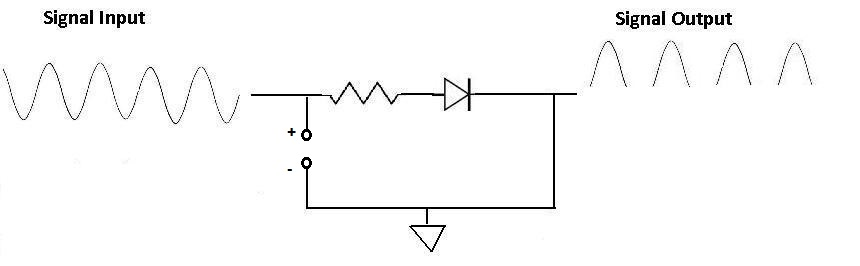 Signal Input
Signal Output
+
-